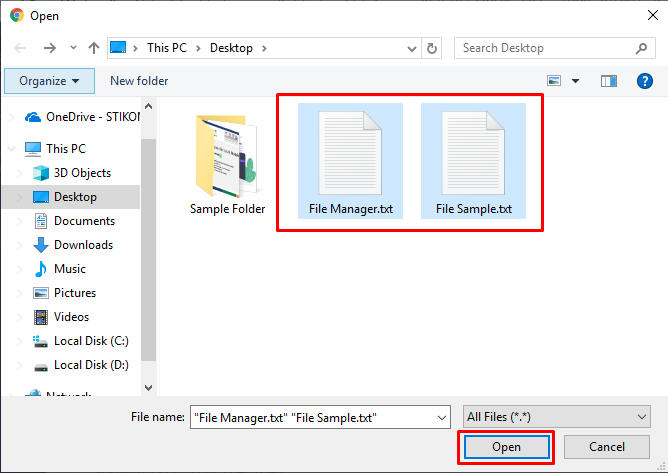 Open
This PC > Desktop >
Search Desktop
Organize
New folder
OneDrive - STIKON
This PC
3D Objects
Desktop
Documents
Downloads
Music
Pictures
Videos
Local Disk (C:)
Local Disk (D:)
Network
Sample Folder
File Manager.txt
File Sample.txt
File name:
"File Manager.txt" "File Sample.txt"
All Files (*.*)
Open
Cancel